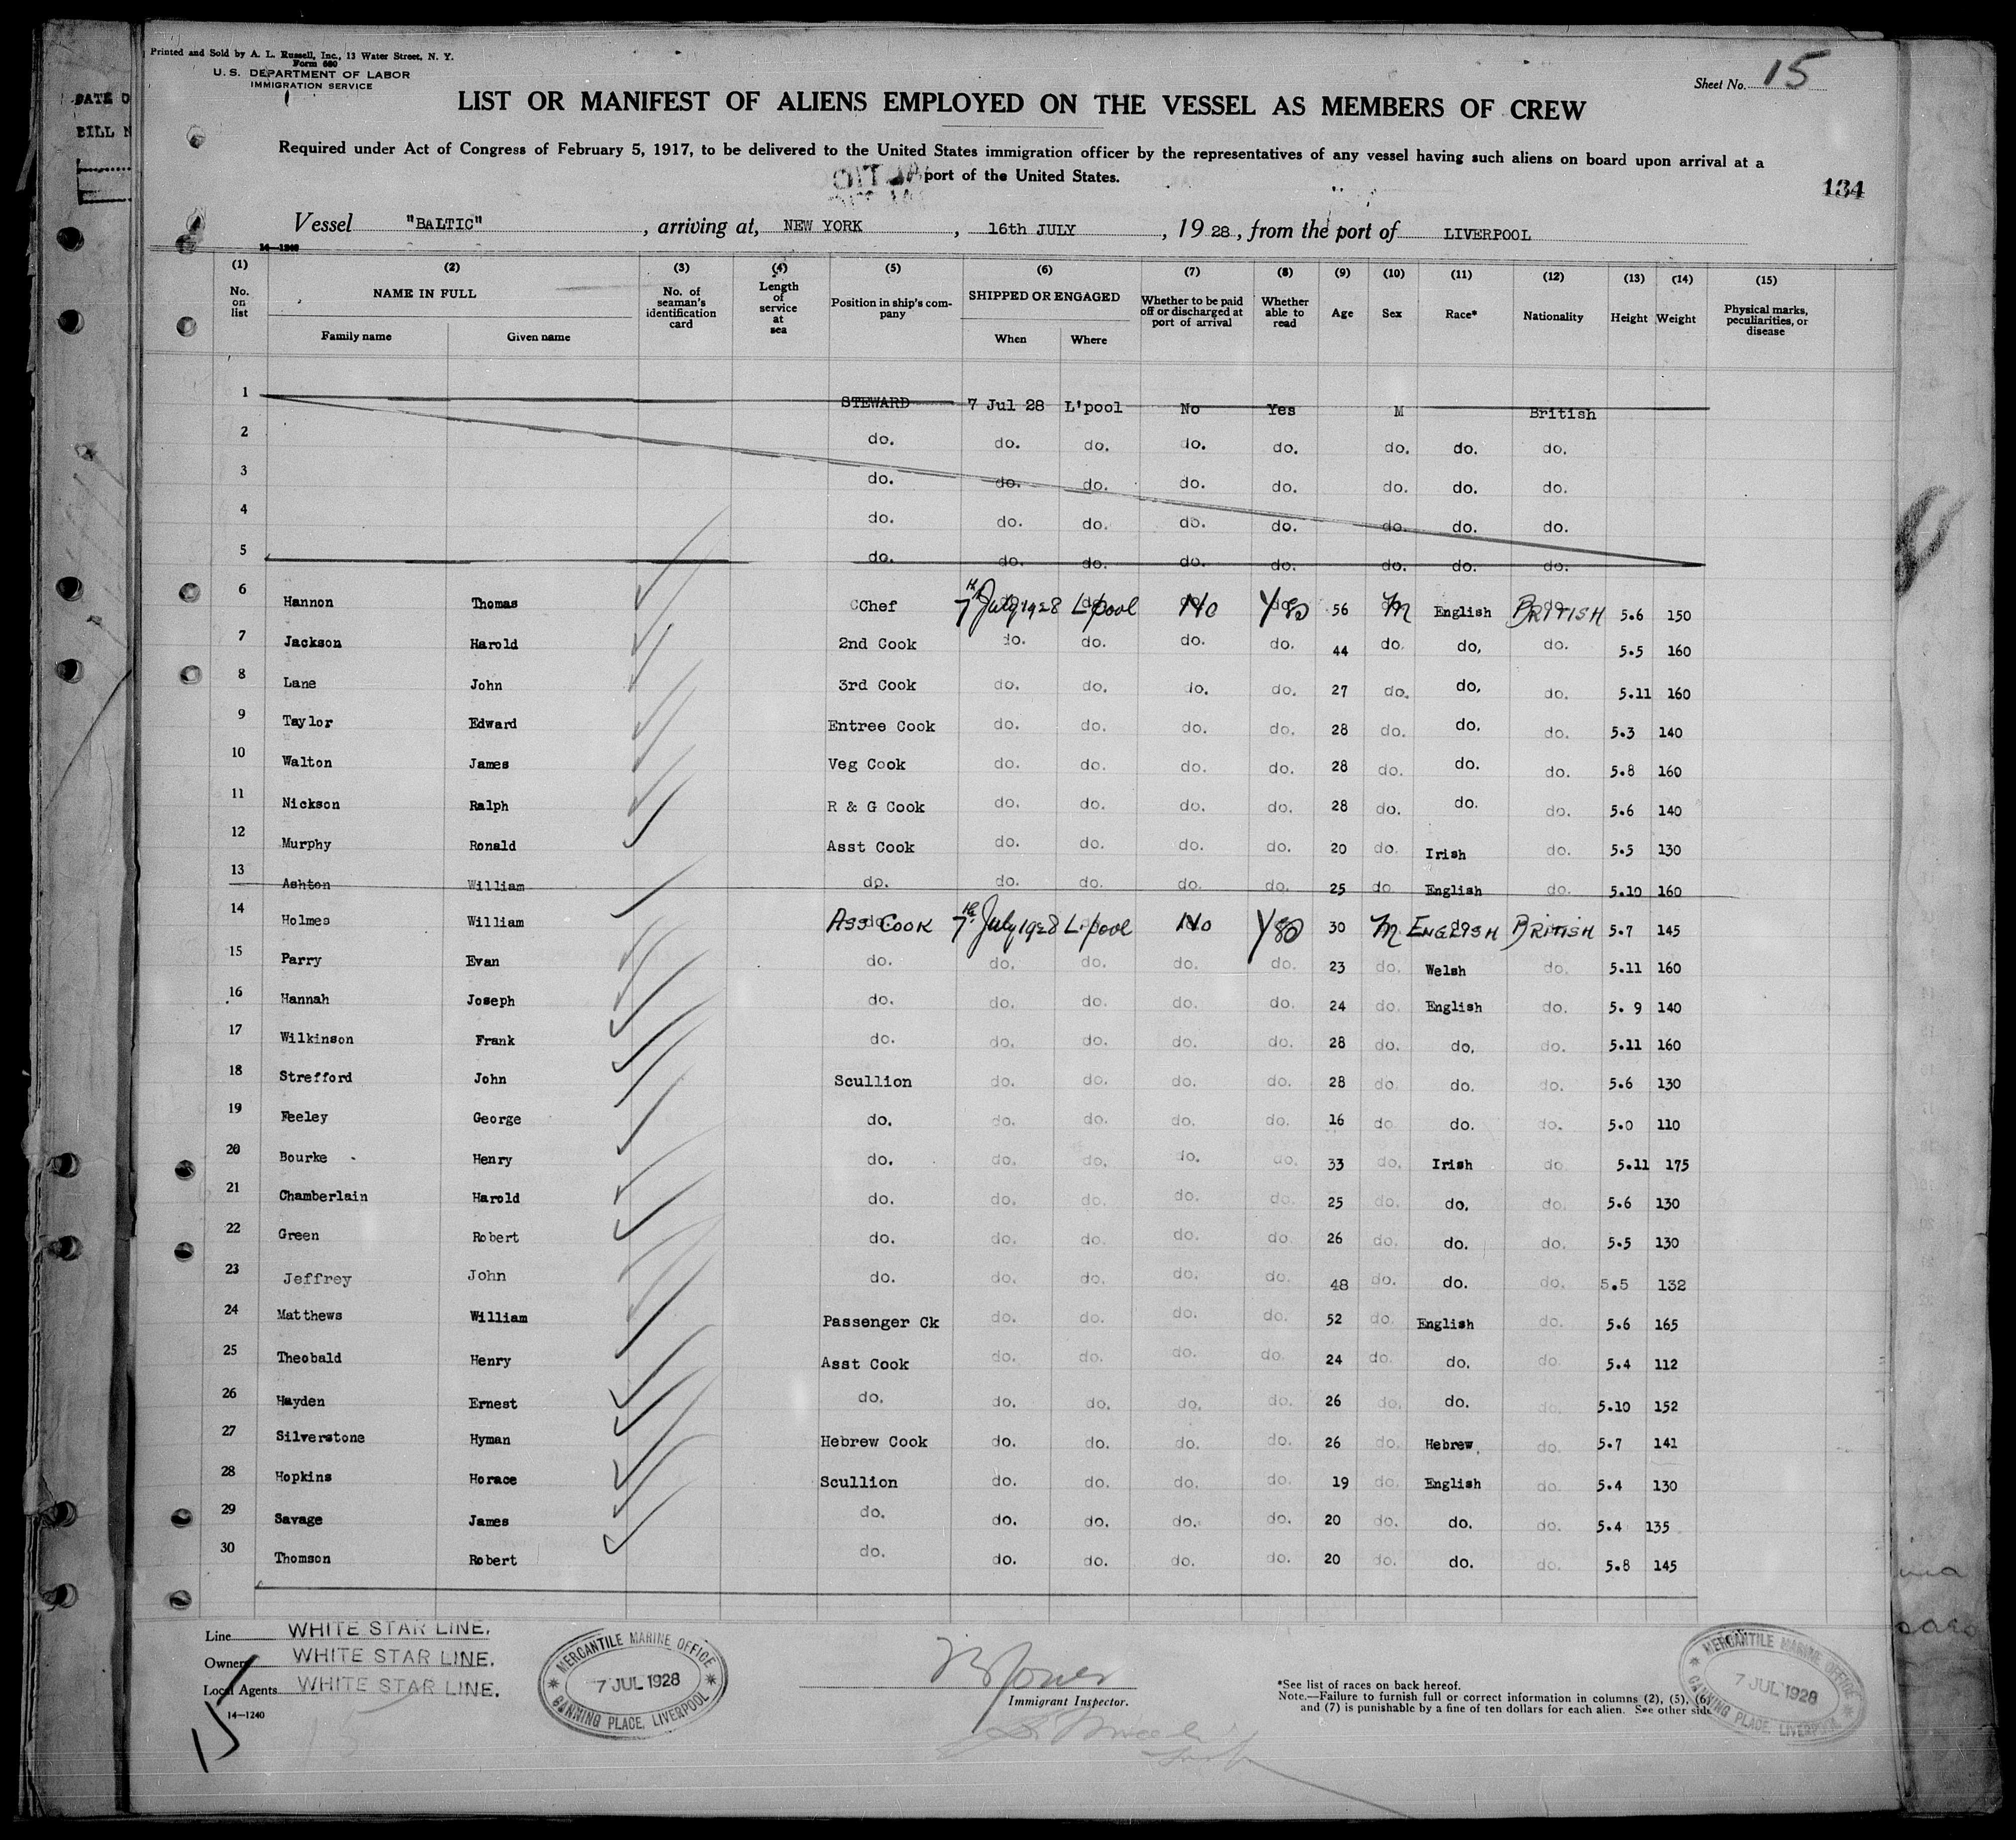 Printed and Sold by A. L. Russell, Inc., 13 Water Street, N. Y.
Form 680
U. S. DEPARTMENT OF LABOR
IMMIGRATION SERVICE
Sheet No. 15
LIST OR MANIFEST OF ALIENS EMPLOYED ON THE VESSEL AS MEMBERS OF CREW
Required under Act of Congress of February 5, 1917, to be delivered to the United States immigration officer by the representatives of any vessel having such aliens on board upon arrival at a
port of the United States.
134
Vessel "BALTIC", arriving at, NEW YORK, 16th JULY, 1928, from the port of LIVERPOOL
14—1240
(1) (2) (3) (4) (5) (6) (7) (8) (9) (10) (11) (12) (13) (14) (15)
No. on list NAME IN FULL Family name Given name No. of seaman's identification card Length of service at sea Position in ship's company SHIPPED OR ENGAGED When Where Whether to be paid off or discharged at port of arrival Whether able to read Age Sex Race* Nationality Height Weight Physical marks, peculiarities, or disease
1 STEWARD 7 Jul 28 L'pool No Yes M British
2 do. do. do. do. do. do. do. do.
3 do. do. do. do. do. do. do. do.
4 do. do. do. do. do. do. do. do.
5 do. do. do. do. do. do. do. do.
6 Hannon Thomas Chef 7th July 1928 L'pool No Yes 56 M English BRITISH 5.6 150
7 Jackson Harold 2nd Cook do. do. do. do. 44 do. do. do. 5.5 160
8 Lane John 3rd Cook do. do. do. do. 27 do. do. do. 5.11 160
9 Taylor Edward Entree Cook do. do. do. do. 28 do. do. do. 5.3 140
10 Walton James Veg Cook do. do. do. do. 28 do. do. do. 5.8 160
11 Nickson Ralph R & G Cook do. do. do. do. 28 do. do. do. 5.6 140
12 Murphy Ronald Asst Cook do. do. do. do. 20 do. Irish do. 5.5 130
13 Ashton William do. do. do. do. do. 25 do English do. 5.10 160
14 Holmes William Ass Cook 7th July 1928 L'pool No Yes 30 M ENGLISH BRITISH 5.7 145
15 Parry Evan do. do. do. do. do. 23 do. Welsh do. 5.11 160
16 Hannah Joseph do. do. do. do. do. 24 do. English do. 5. 9 140
17 Wilkinson Frank do. do. do. do. do. 28 do. do. do. 5.11 160
18 Strefford John Scullion do. do. do. do. 28 do. do. do. 5.6 130
19 Feeley George do. do. do. do. do. 16 do do. do. 5.0 110
20 Bourke Henry do. do. do. do. do. 33 do. Irish do 5.11 175
21 Chamberlain Harold do. do. do. do. do. 25 do. do. do. 5.6 130
22 Green Robert do. do. do. do. do. 26 do. do. do. 5.5 130
23 Jeffrey John do. do. do. do. do. 48 do. do. do. 5.5 132
24 Matthews William Passenger Ck do. do. do. do. 52 do. English do. 5.6 165
25 Theobald Henry Asst Cook do. do. do. do. 24 do. do. do 5.4 112
26 Hayden Ernest do. do. do. do. do. 26 do. do. do. 5.10 152
27 Silverstone Hyman Hebrew Cook do. do. do. do. 26 do. Hebrew do. 5.7 141
28 Hopkins Horace Scullion do. do. do. do. 19 do. English do. 5.4 130
29 Savage James do. do. do. do. do. 20 do. do. do. 5.4 135
30 Thomson Robert do. do. do. do. do. 20 do. do. do. 5.8 145
Line WHITE STAR LINE.
Owners WHITE STAR LINE.
Local Agents WHITE STAR LINE.
14—1240
15
MERCANTILE MARINE OFFICE
7 JUL 1928
CANNING PLACE, LIVERPOOL
Immigrant Inspector.
*See list of races on back hereof.
Note.—Failure to furnish full or correct information in columns (2), (5), (6)
and (7) is punishable by a fine of ten dollars for each alien. See other side
MERCANTILE MARINE OFFICE
7 JUL 1928
CANNING PLACE, LIVERPOOL